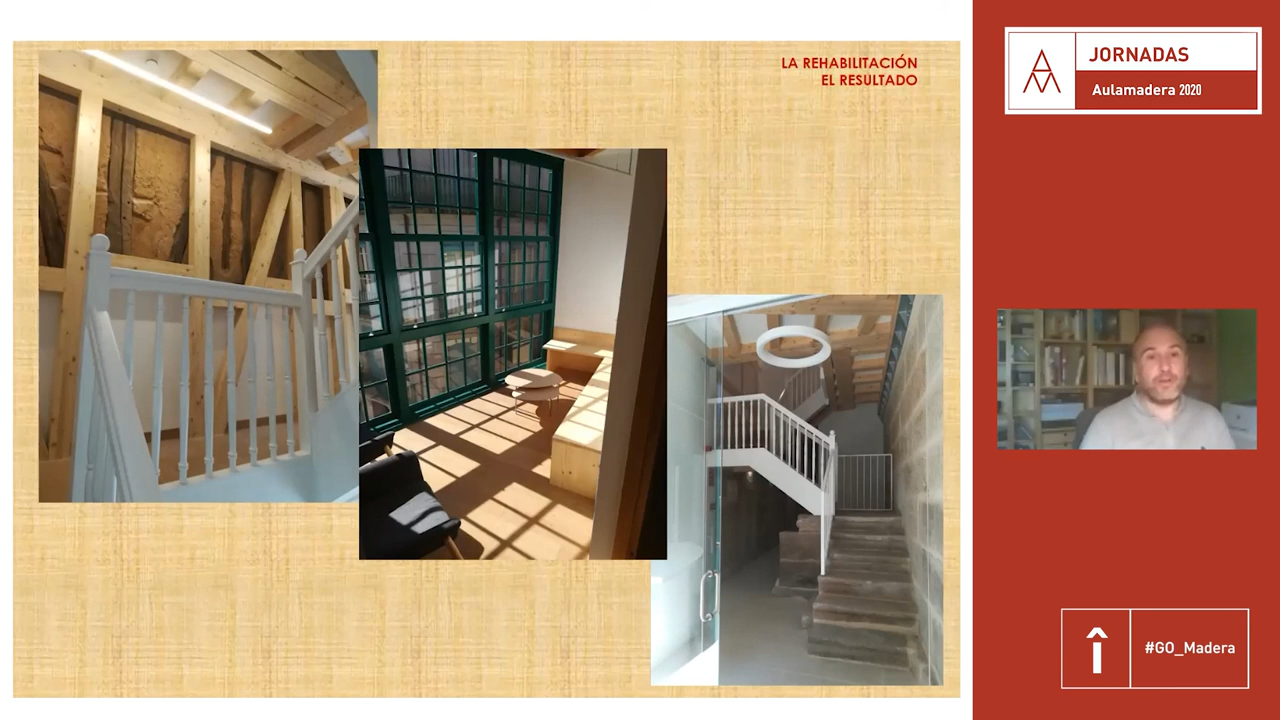 LA REHABILITACIÓN
EL RESULTADO
JORNADAS
Aulamadera 2020
#GO_Madera